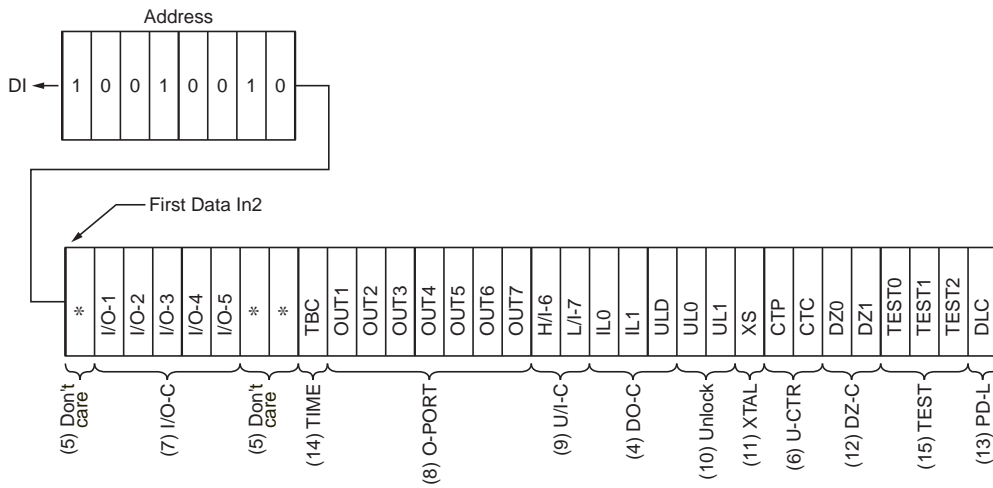 Address
DI
1 0 0 1 0 0 1 0
First Data In2
* I/O-1 I/O-2 I/O-3 I/O-4 I/O-5 * * TBC OUT1 OUT2 OUT3 OUT4 OUT5 OUT6 OUT7 H/I-6 L/I-7 IL0 IL1 ULD UL0 UL1 XS CTP CTC DZ0 DZ1 TEST0 TEST1 TEST2 DLC
(5) Don't care
(7) I/O-C
(5) Don't care
(14) TIME
(8) O-PORT
(9) U/I-C
(4) DO-C
(10) Unlock
(11) XTAL
(6) U-CTR
(12) DZ-C
(15) TEST
(13) PD-L